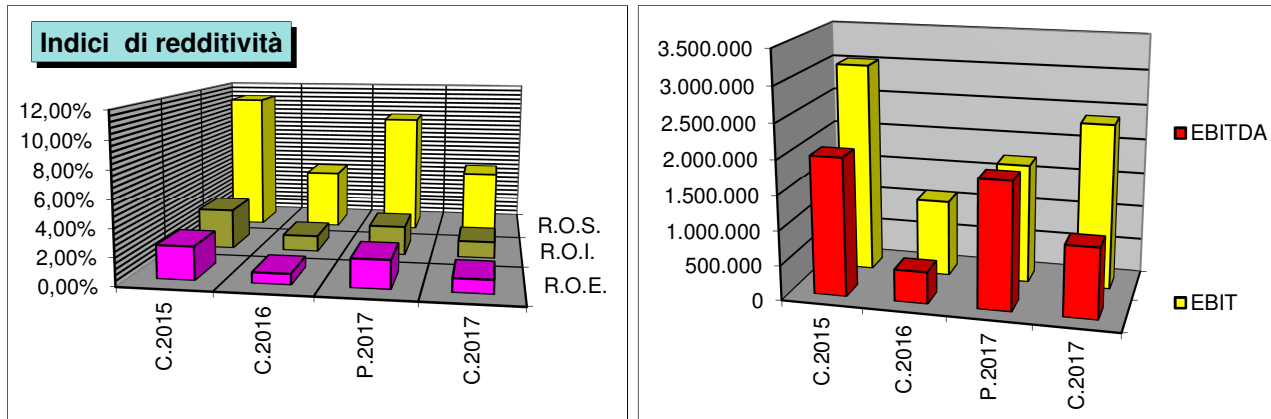 Indici di redditività
12,00%
10,00%
8,00%
6,00%
4,00%
2,00%
0,00%
R.O.S.
R.O.I.
R.O.E.
C.2015
C.2016
P.2017
C.2017
3.500.000
3.000.000
2.500.000
2.000.000
1.500.000
1.000.000
500.000
0
C.2015
C.2016
P.2017
C.2017
EBITDA
EBIT